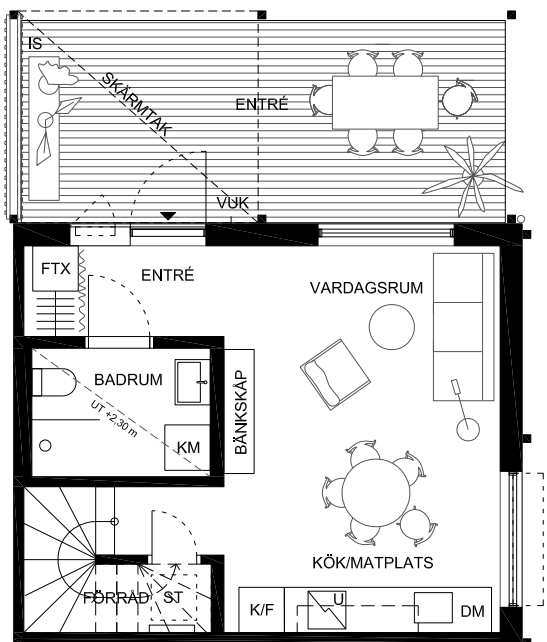 IS
SKÄRMTAK
ENTRÉ
VUK
FTX
ENTRÉ
VARDAGSRUM
BADRUM
UT +2,30 m
KM
BÄNKSKÅP
KÖK/MATPLATS
FÖRRÅD
ST
K/F
U
DM